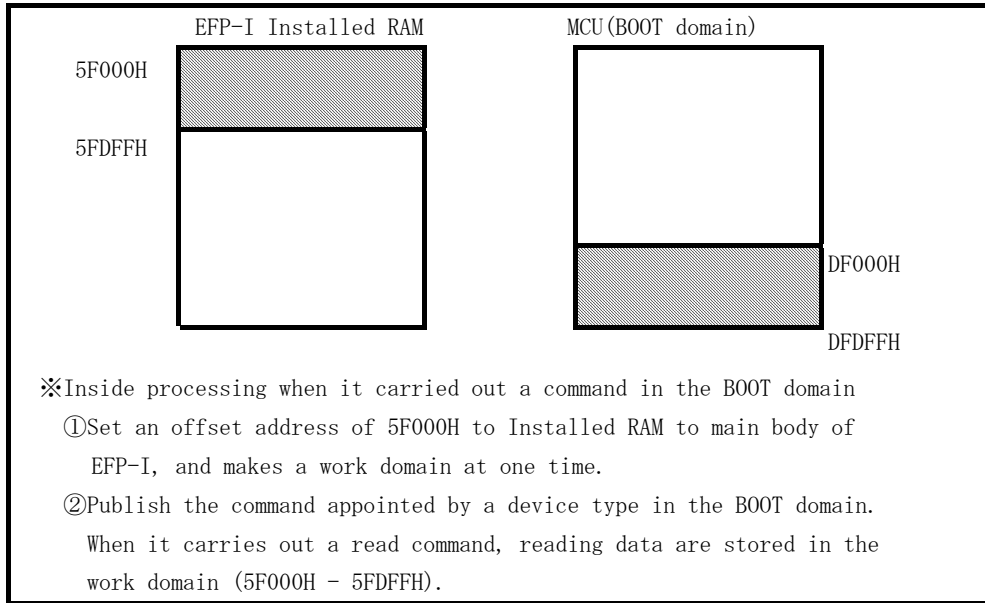 EFP-I Installed RAM
MCU(BOOT domain)
5F000H
5FDFFH
DF000H
DFDFFH
※Inside processing when it carried out a command in the BOOT domain
①Set an offset address of 5F000H to Installed RAM to main body of
EFP-I, and makes a work domain at one time.
②Publish the command appointed by a device type in the BOOT domain.
When it carries out a read command, reading data are stored in the
work domain (5F000H - 5FDFFH).